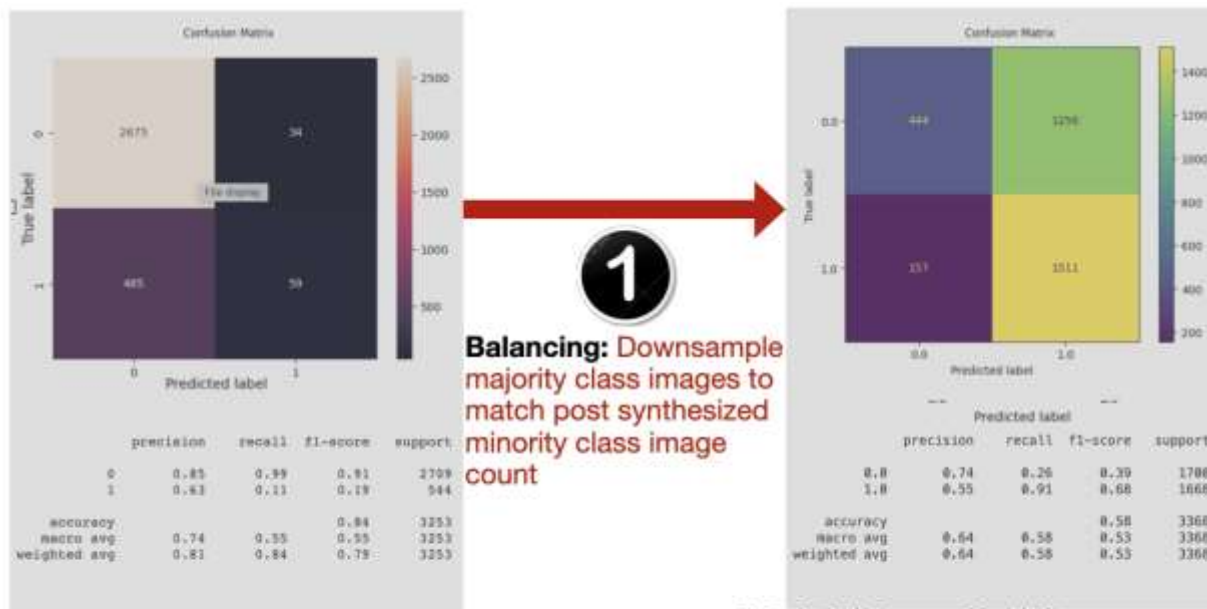 Confusion Matrix
0
2675
34
File display
True label
1
485
59
2500
2000
1500
1000
500
0
1
Predicted label
precision recall f1-score support
0 0.85 0.99 0.91 2709
1 0.63 0.11 0.19 544
accuracy 0.84 3253
macro avg 0.74 0.55 0.55 3253
weighted avg 0.81 0.84 0.79 3253
1
Balancing: Downsample
majority class images to
match post synthesized
minority class image
count
Confusion Matrix
0.0
444
1256
True label
1.0
157
1511
1400
1200
1000
800
600
400
200
0.0
1.0
Predicted label
Predicted label
precision recall f1-score support
0.0 0.74 0.26 0.39 1700
1.0 0.55 0.91 0.68 1668
accuracy 0.58 3368
macro avg 0.64 0.58 0.53 3368
weighted avg 0.64 0.58 0.53 3368